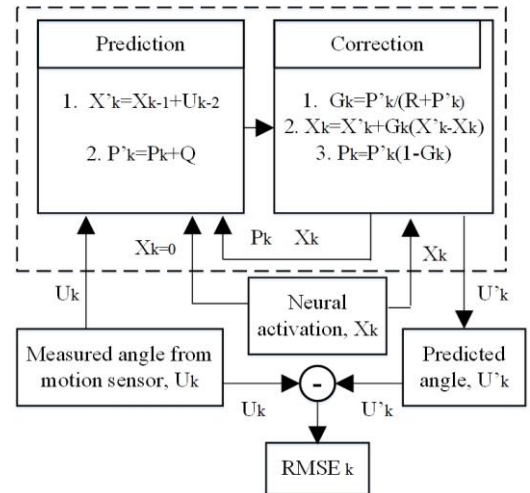 Prediction
1. X'k=Xk-1+Uk-2
2. P'k=Pk+Q
Correction
1. Gk=P'k/(R+P'k)
2. Xk=X'k+Gk(X'k-Xk)
3. Pk=P'k(1-Gk)
Pk Xk
Xk=0
Xk
Uk
U'k
Neural
activation, Xk
Measured angle from
motion sensor, Uk
Predicted
angle, U'k
-
Uk
U'k
RMSE k